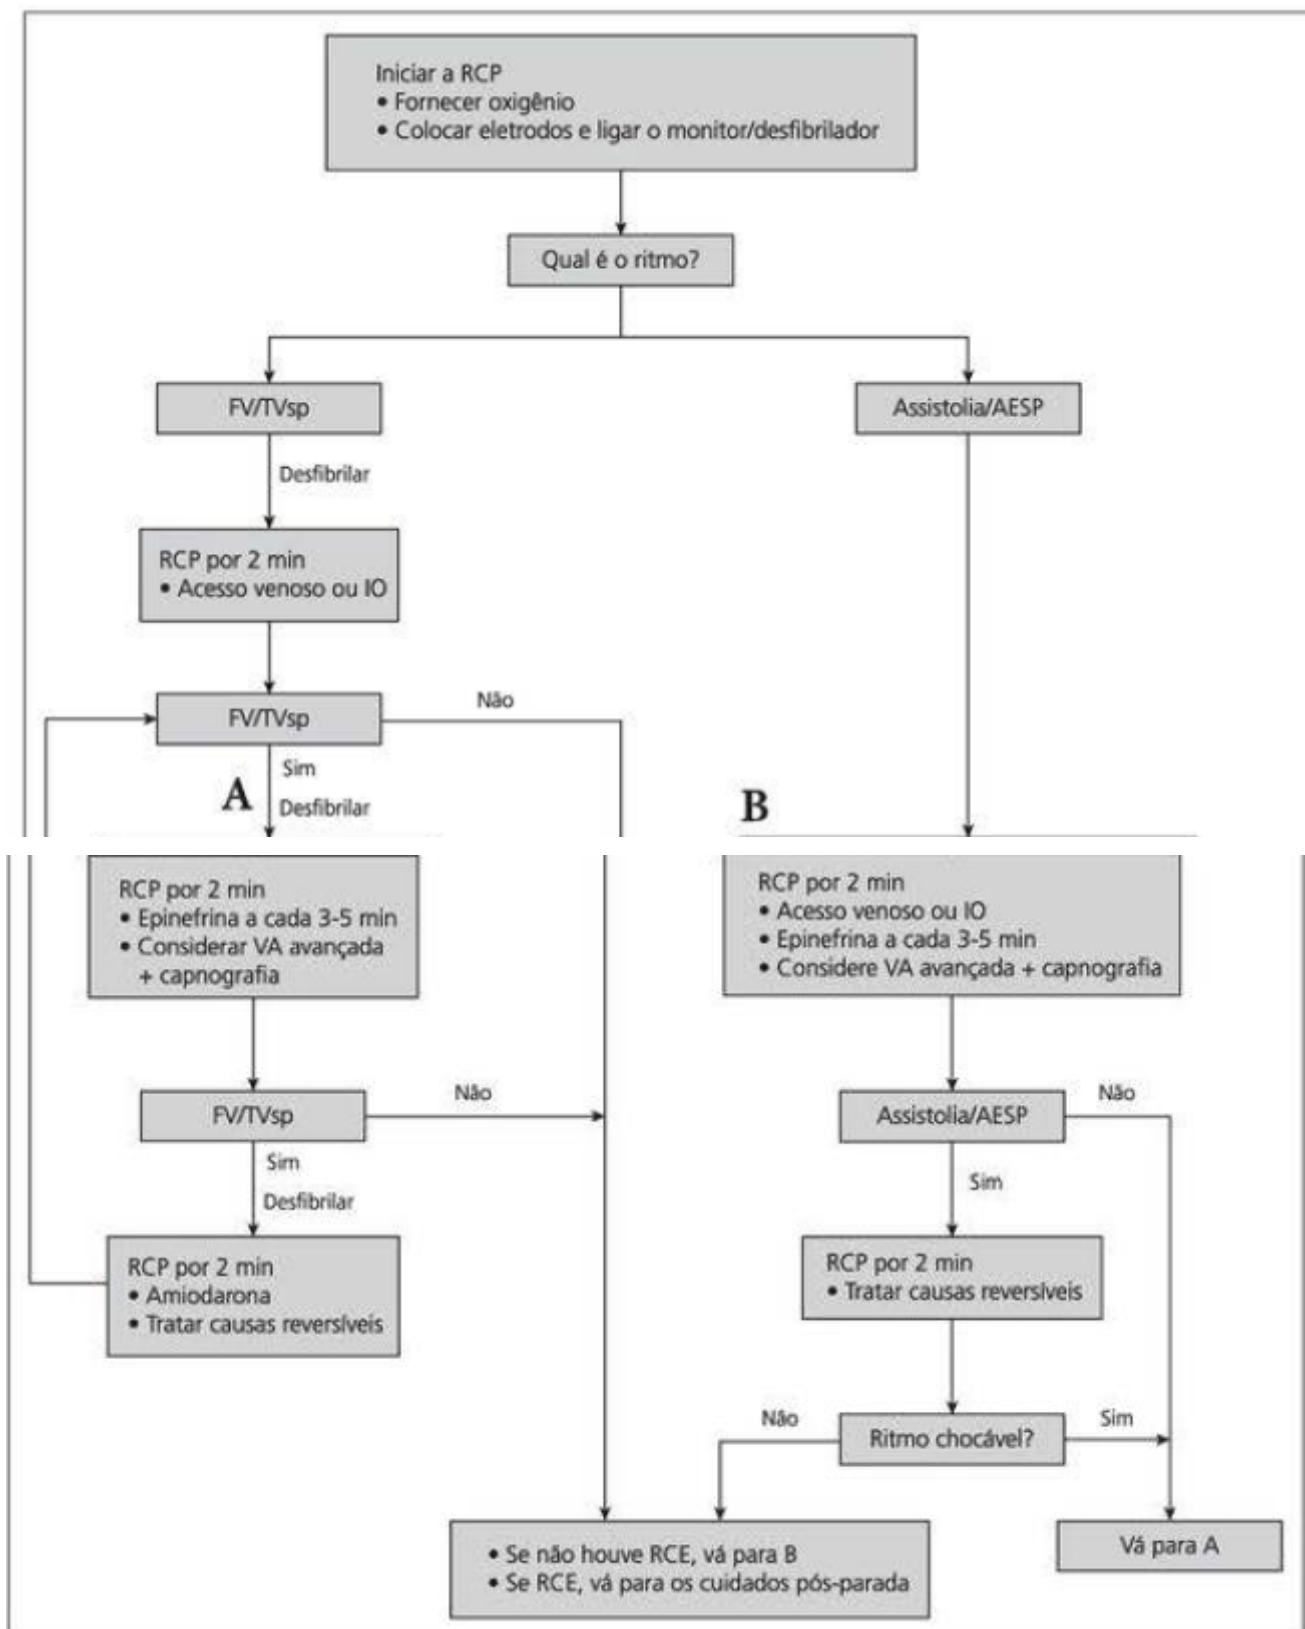 Iniciar a RCP
• Fornecer oxigênio
• Colocar eletrodos e ligar o monitor/desfibrilador
Qual é o ritmo?
FV/TVsp
Assistolia/AESP
Desfibrilar
RCP por 2 min
• Acesso venoso ou IO
FV/TVsp
Não
Sim
A
Desfibrilar
B
RCP por 2 min
• Epinefrina a cada 3-5 min
• Considerar VA avançada
+ capnografia
RCP por 2 min
• Acesso venoso ou IO
• Epinefrina a cada 3-5 min
• Considere VA avançada + capnografia
FV/TVsp
Não
Assistolia/AESP
Não
Sim
Desfibrilar
Sim
RCP por 2 min
• Amiodarona
• Tratar causas reversíveis
RCP por 2 min
• Tratar causas reversíveis
Não
Ritmo chocável?
Sim
• Se não houve RCE, vá para B
• Se RCE, vá para os cuidados pós-parada
Vá para A